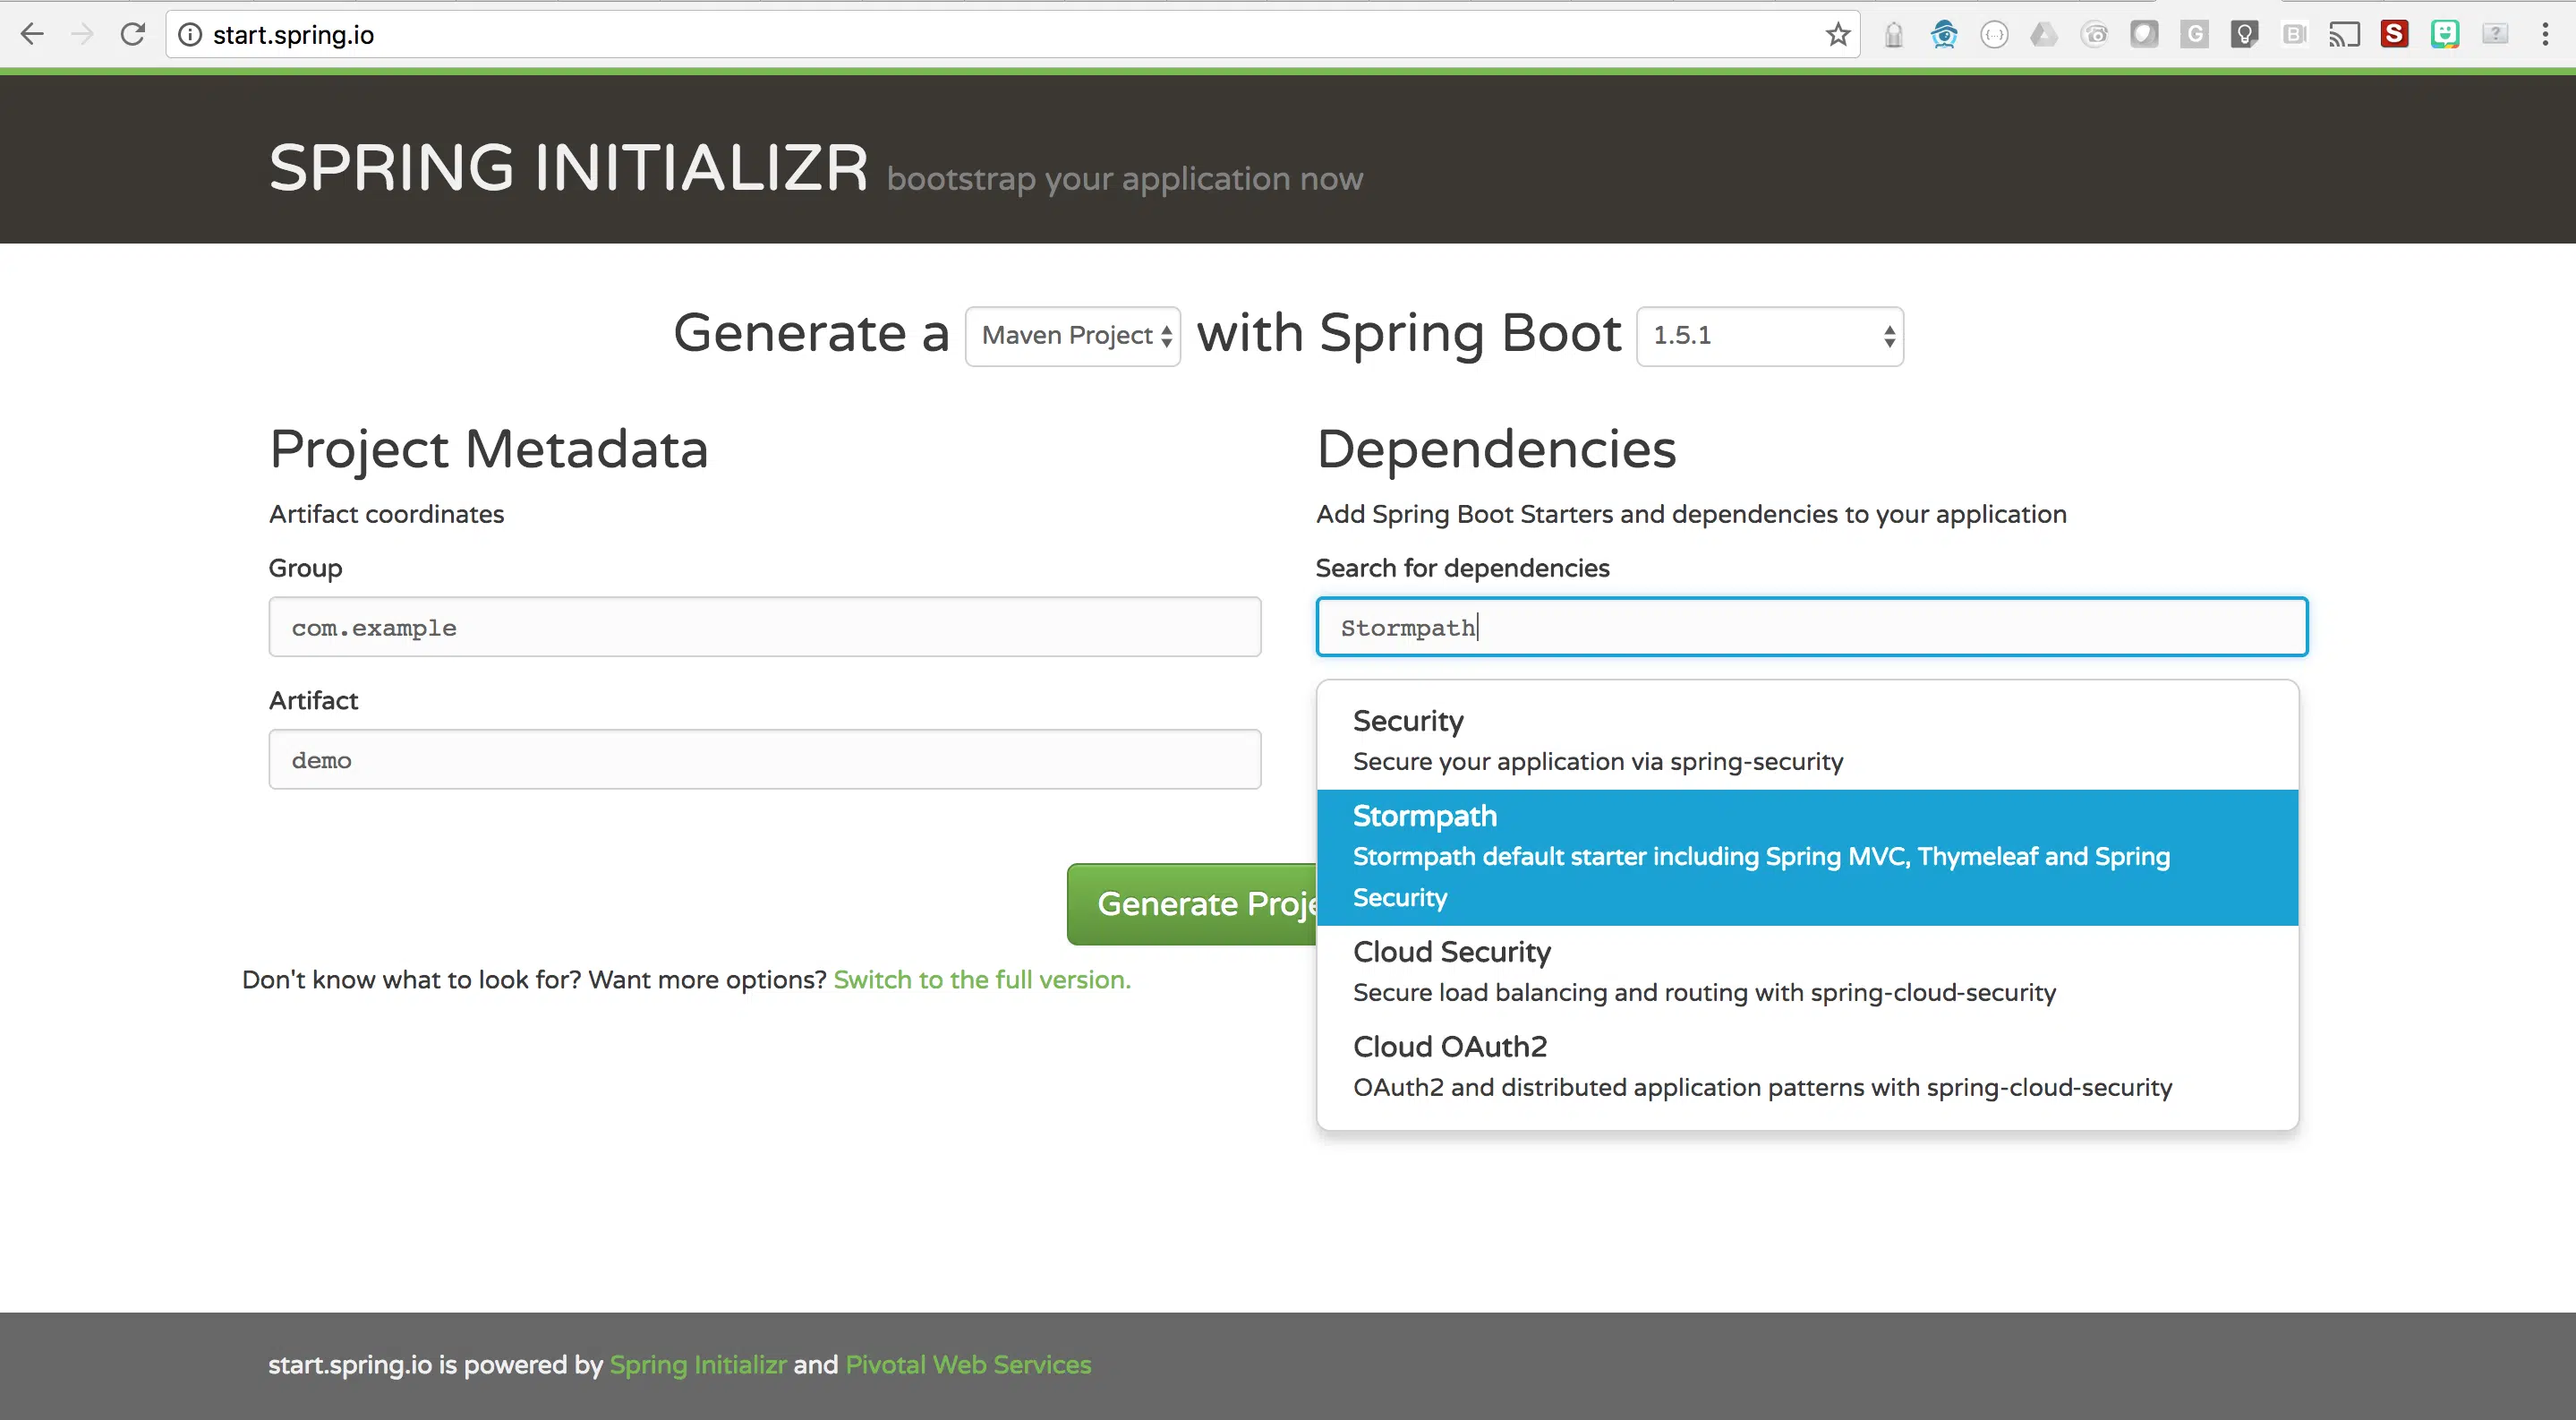 start.spring.io
SPRING INITIALIZR bootstrap your application now
Generate a Maven Project with Spring Boot 1.5.1
Project Metadata
Artifact coordinates
Group
com.example
Artifact
demo
Dependencies
Add Spring Boot Starters and dependencies to your application
Search for dependencies
Stormpath
Security
Secure your application via spring-security
Stormpath
Stormpath default starter including Spring MVC, Thymeleaf and Spring
Security
Cloud Security
Secure load balancing and routing with spring-cloud-security
Cloud OAuth2
OAuth2 and distributed application patterns with spring-cloud-security
Generate Proje
Don't know what to look for? Want more options? Switch to the full version.
start.spring.io is powered by Spring Initializr and Pivotal Web Services